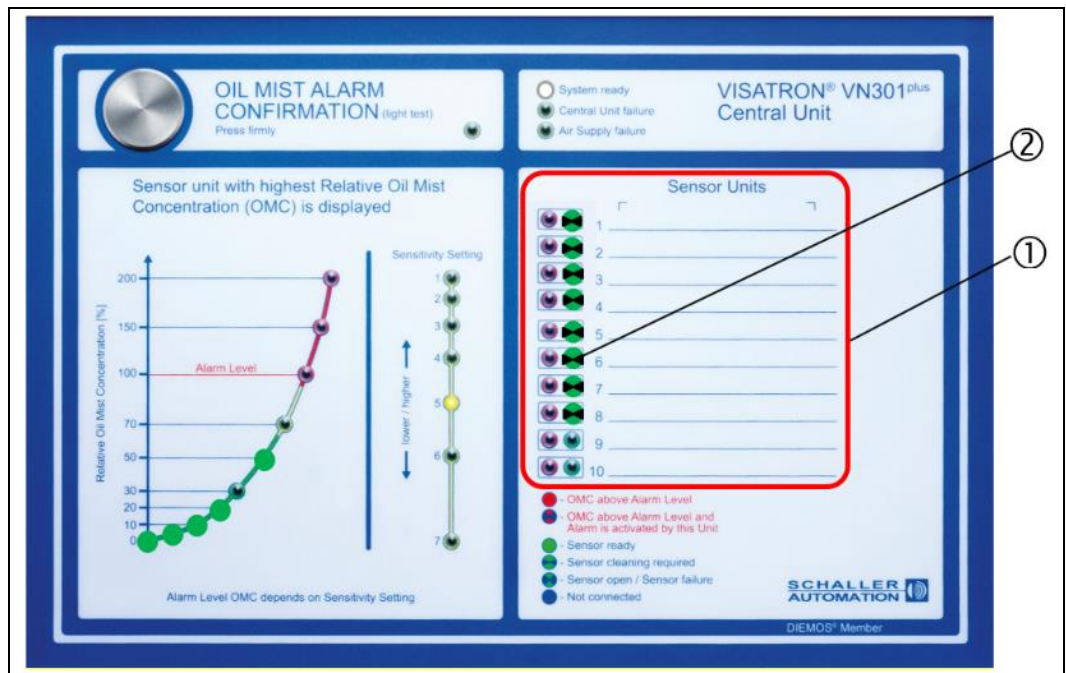 OIL MIST ALARM
CONFIRMATION (light test)
Press firmly
System ready
Central Unit failure
Air Supply failure
VISATRON® VN301plus
Central Unit
Sensor unit with highest Relative Oil Mist
Concentration (OMC) is displayed
Relative Oil Mist Concentration [%]
200
150
100
70
50
30
20
10
0
Alarm Level
Sensitivity Setting
1
2
3
4
5
6
7
lower / higher
Alarm Level OMC depends on Sensitivity Setting
Sensor Units
1
2
3
4
5
6
7
8
9
10
- OMC above Alarm Level
- OMC above Alarm Level and
Alarm is activated by this Unit
- Sensor ready
- Sensor cleaning required
- Sensor open / Sensor failure
- Not connected
SCHALLER
AUTOMATION
DIEMOS® Member
②
①